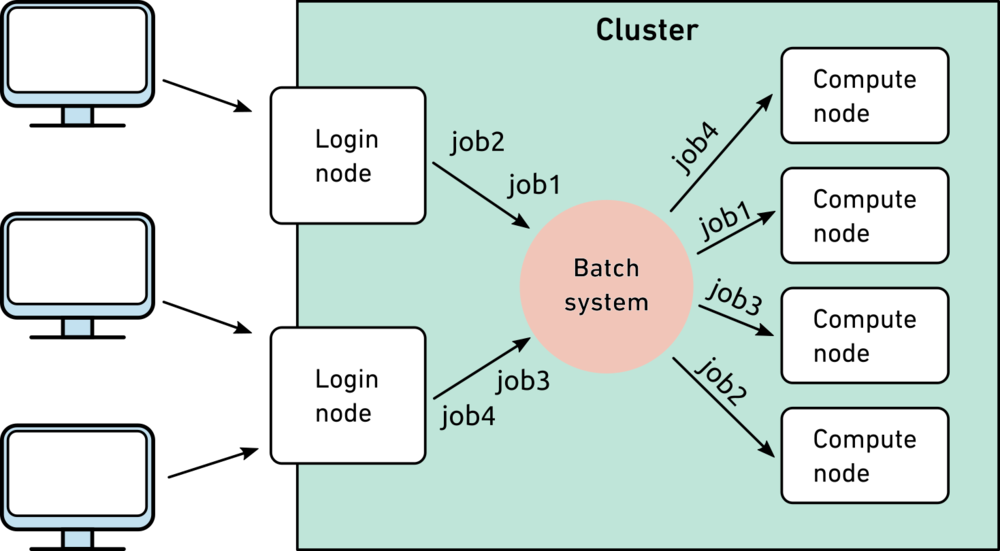 Cluster
Login
node
job2
job1
Login
node
job3
job4
Batch
system
job4
job1
job3
job2
Compute
node
Compute
node
Compute
node
Compute
node